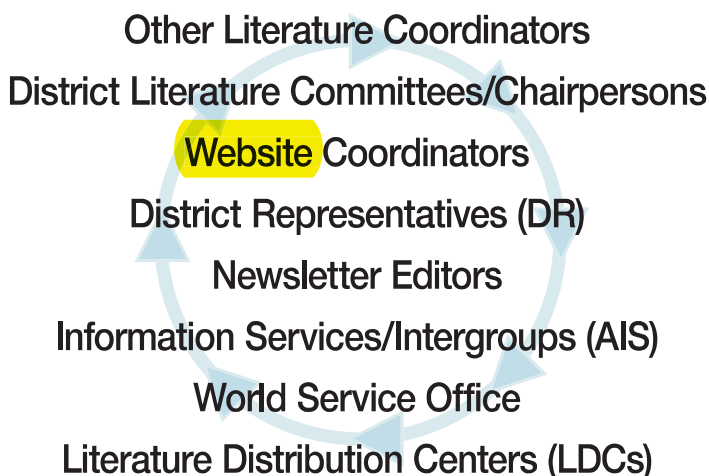 Other Literature Coordinators
District Literature Committees/Chairpersons
Website Coordinators
District Representatives (DR)
Newsletter Editors
Information Services/Intergroups (AIS)
World Service Office
Literature Distribution Centers (LDCs)